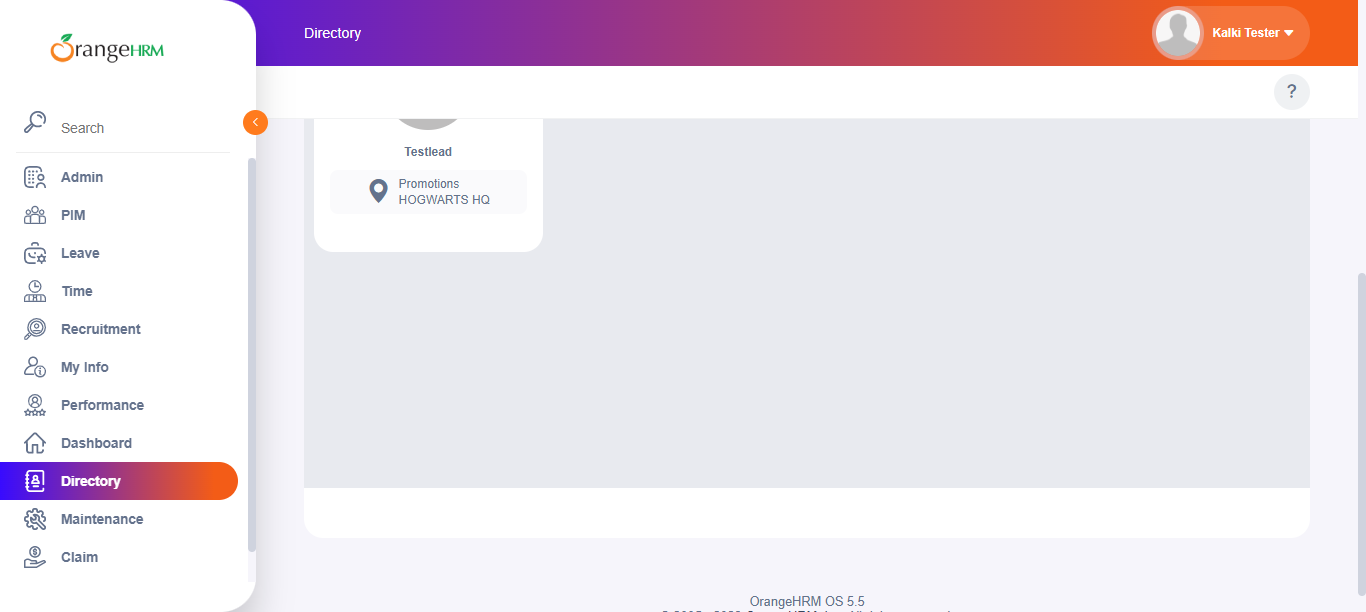 OrangeHRM
Search
Admin
PIM
Leave
Time
Recruitment
My Info
Performance
Dashboard
Directory
Maintenance
Claim
Directory
Kalki Tester
?
Testlead
Promotions
HOGWARTS HQ
OrangeHRM OS 5.5